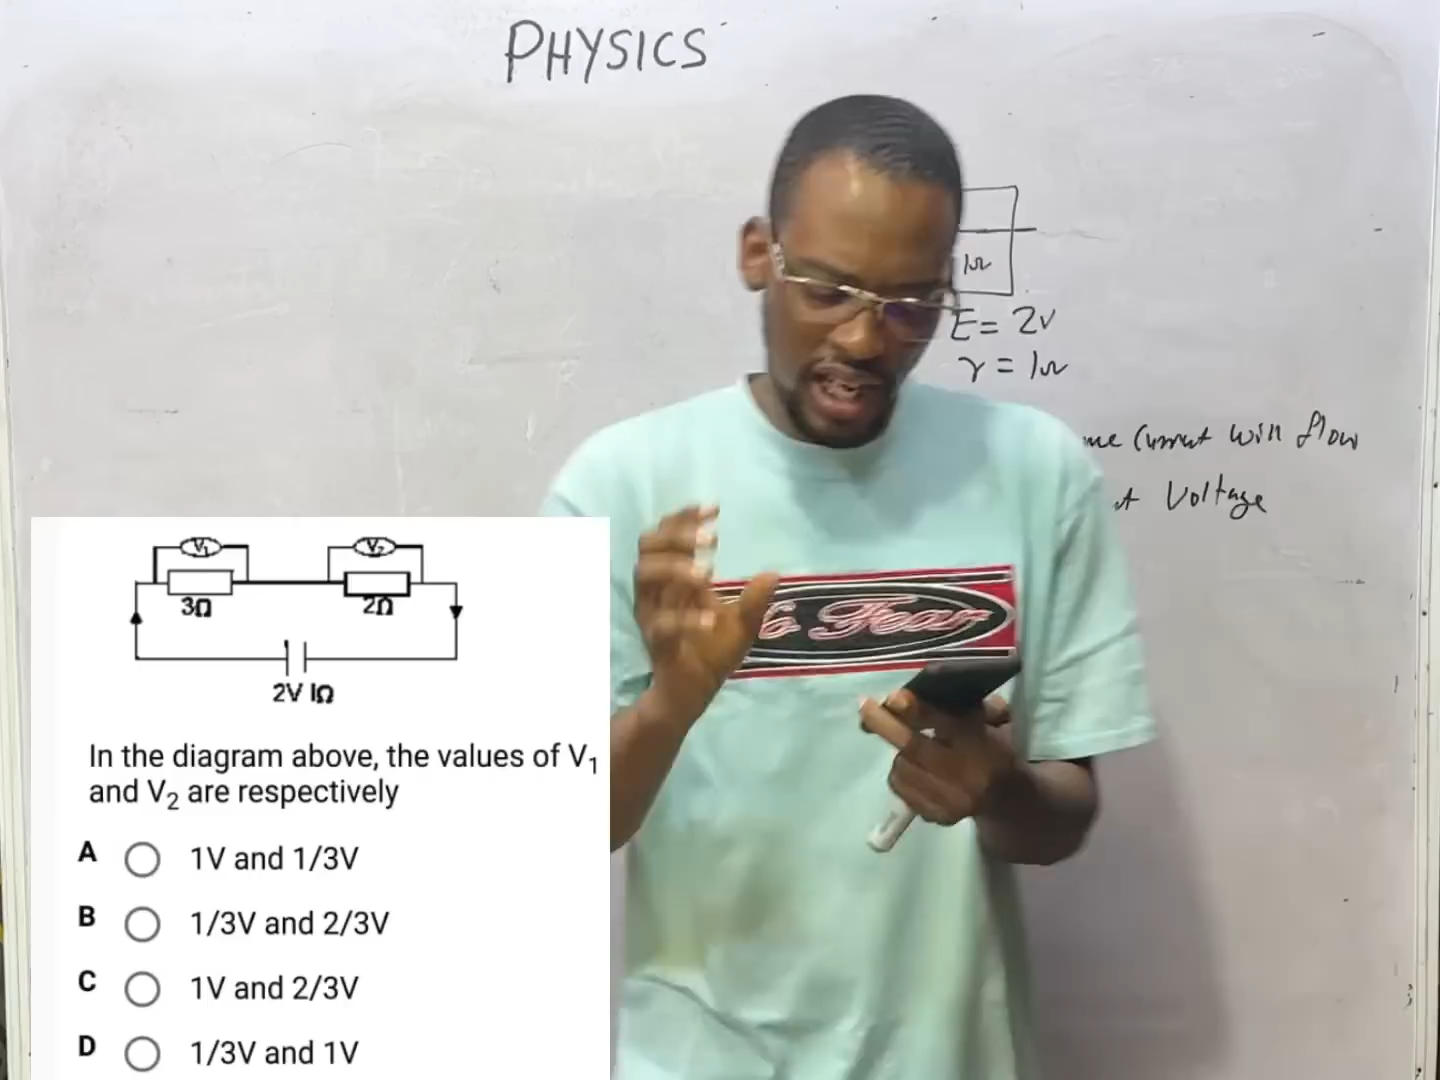 PHYSICS
1Ω
E = 2V
r = 1Ω
Current will flow
Voltage
Fear
V1
V2
3Ω
2Ω
2V 1Ω
In the diagram above, the values of V₁
and V₂ are respectively
A 1V and 1/3V
B 1/3V and 2/3V
C 1V and 2/3V
D 1/3V and 1V